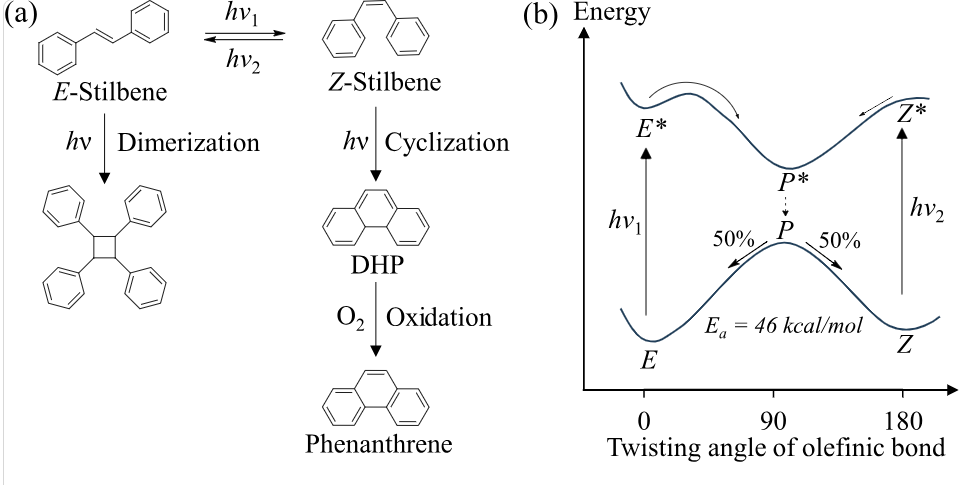 (a)
hν1
hν2
E-Stilbene
Z-Stilbene
hν Dimerization
hν Cyclization
DHP
O2 Oxidation
Phenanthrene
(b) Energy
E*
Z*
P*
hν1
hν2
P
50% 50%
Ea = 46 kcal/mol
E
Z
0 90 180
Twisting angle of olefinic bond